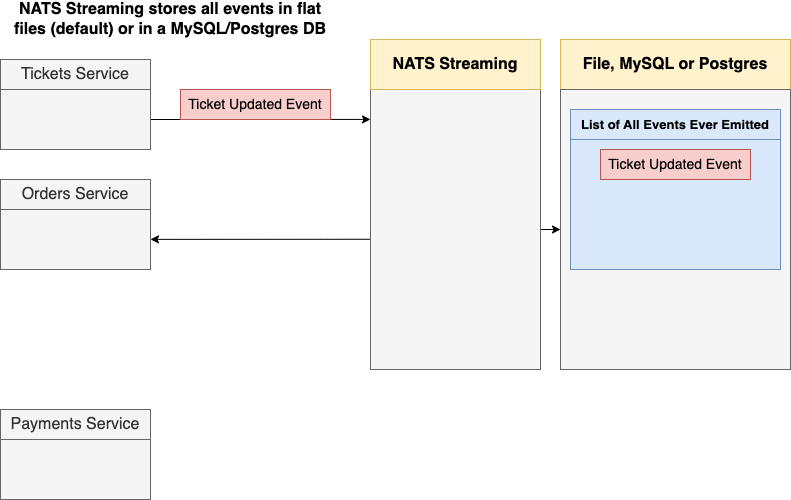 NATS Streaming stores all events in flat
files (default) or in a MySQL/Postgres DB
Tickets Service
Ticket Updated Event
NATS Streaming
File, MySQL or Postgres
List of All Events Ever Emitted
Ticket Updated Event
Orders Service
Payments Service